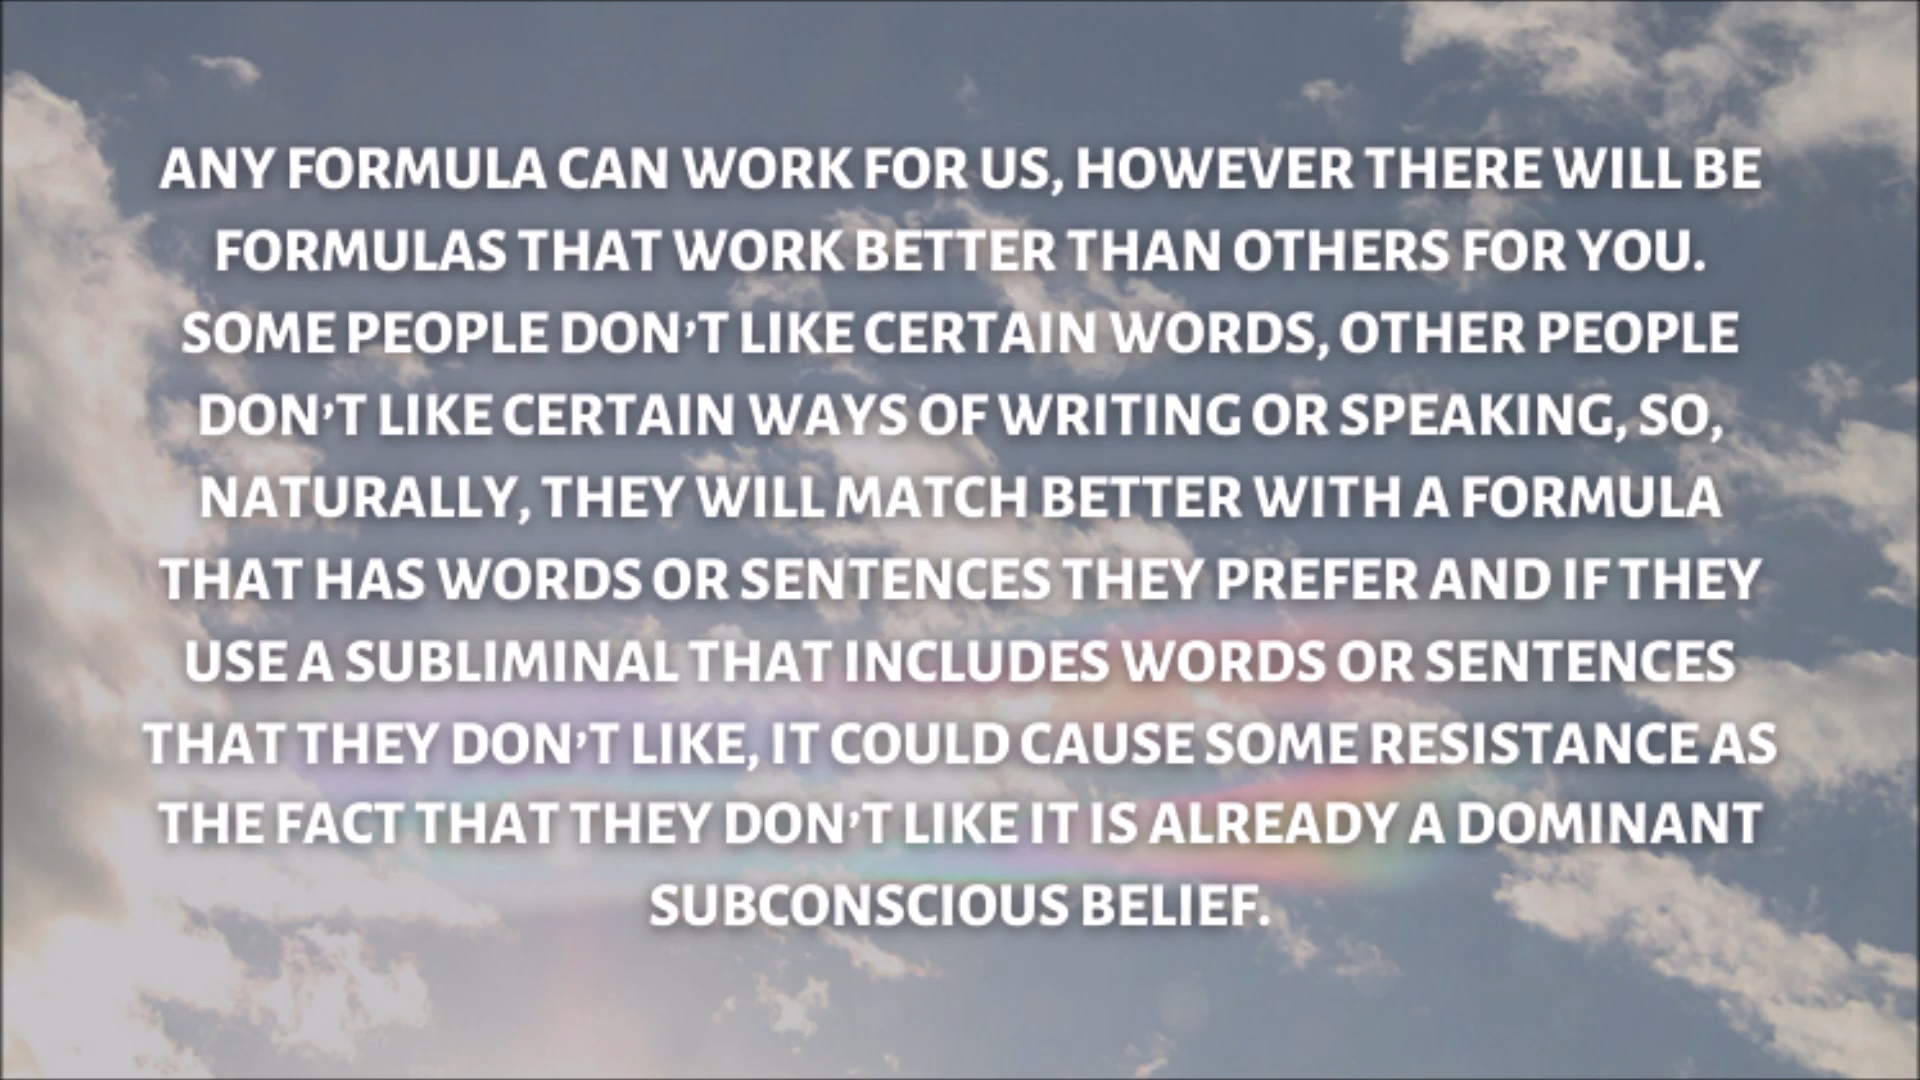 ANY FORMULA CAN WORK FOR US, HOWEVER THERE WILL BE
FORMULAS THAT WORK BETTER THAN OTHERS FOR YOU.
SOME PEOPLE DON’T LIKE CERTAIN WORDS, OTHER PEOPLE
DON’T LIKE CERTAIN WAYS OF WRITING OR SPEAKING, SO,
NATURALLY, THEY WILL MATCH BETTER WITH A FORMULA
THAT HAS WORDS OR SENTENCES THEY PREFER AND IF THEY
USE A SUBLIMINAL THAT INCLUDES WORDS OR SENTENCES
THAT THEY DON’T LIKE, IT COULD CAUSE SOME RESISTANCE AS
THE FACT THAT THEY DON’T LIKE IT IS ALREADY A DOMINANT
SUBCONSCIOUS BELIEF.